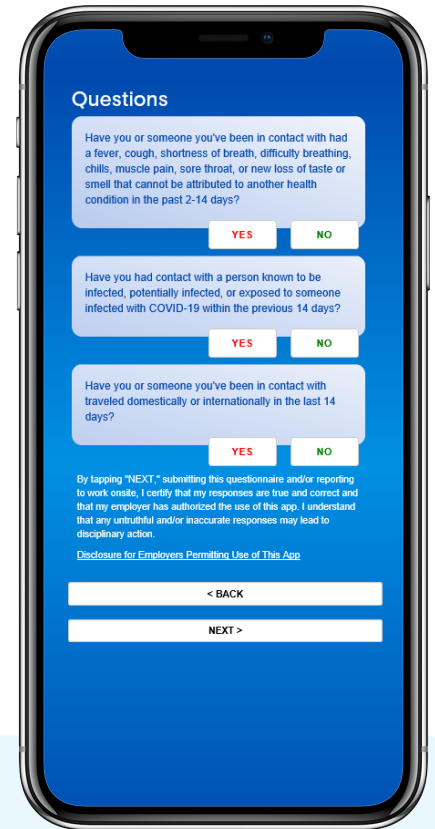 Questions
Have you or someone you've been in contact with had
a fever, cough, shortness of breath, difficulty breathing,
chills, muscle pain, sore throat, or new loss of taste or
smell that cannot be attributed to another health
condition in the past 2-14 days?
YES NO
Have you had contact with a person known to be
infected, potentially infected, or exposed to someone
infected with COVID-19 within the previous 14 days?
YES NO
Have you or someone you've been in contact with
traveled domestically or internationally in the last 14
days?
YES NO
By tapping "NEXT," submitting this questionnaire and/or reporting
to work onsite, I certify that my responses are true and correct and
that my employer has authorized the use of this app. I understand
that any untruthful and/or inaccurate responses may lead to
disciplinary action.
Disclosure for Employers Permitting Use of This App
< BACK
NEXT >